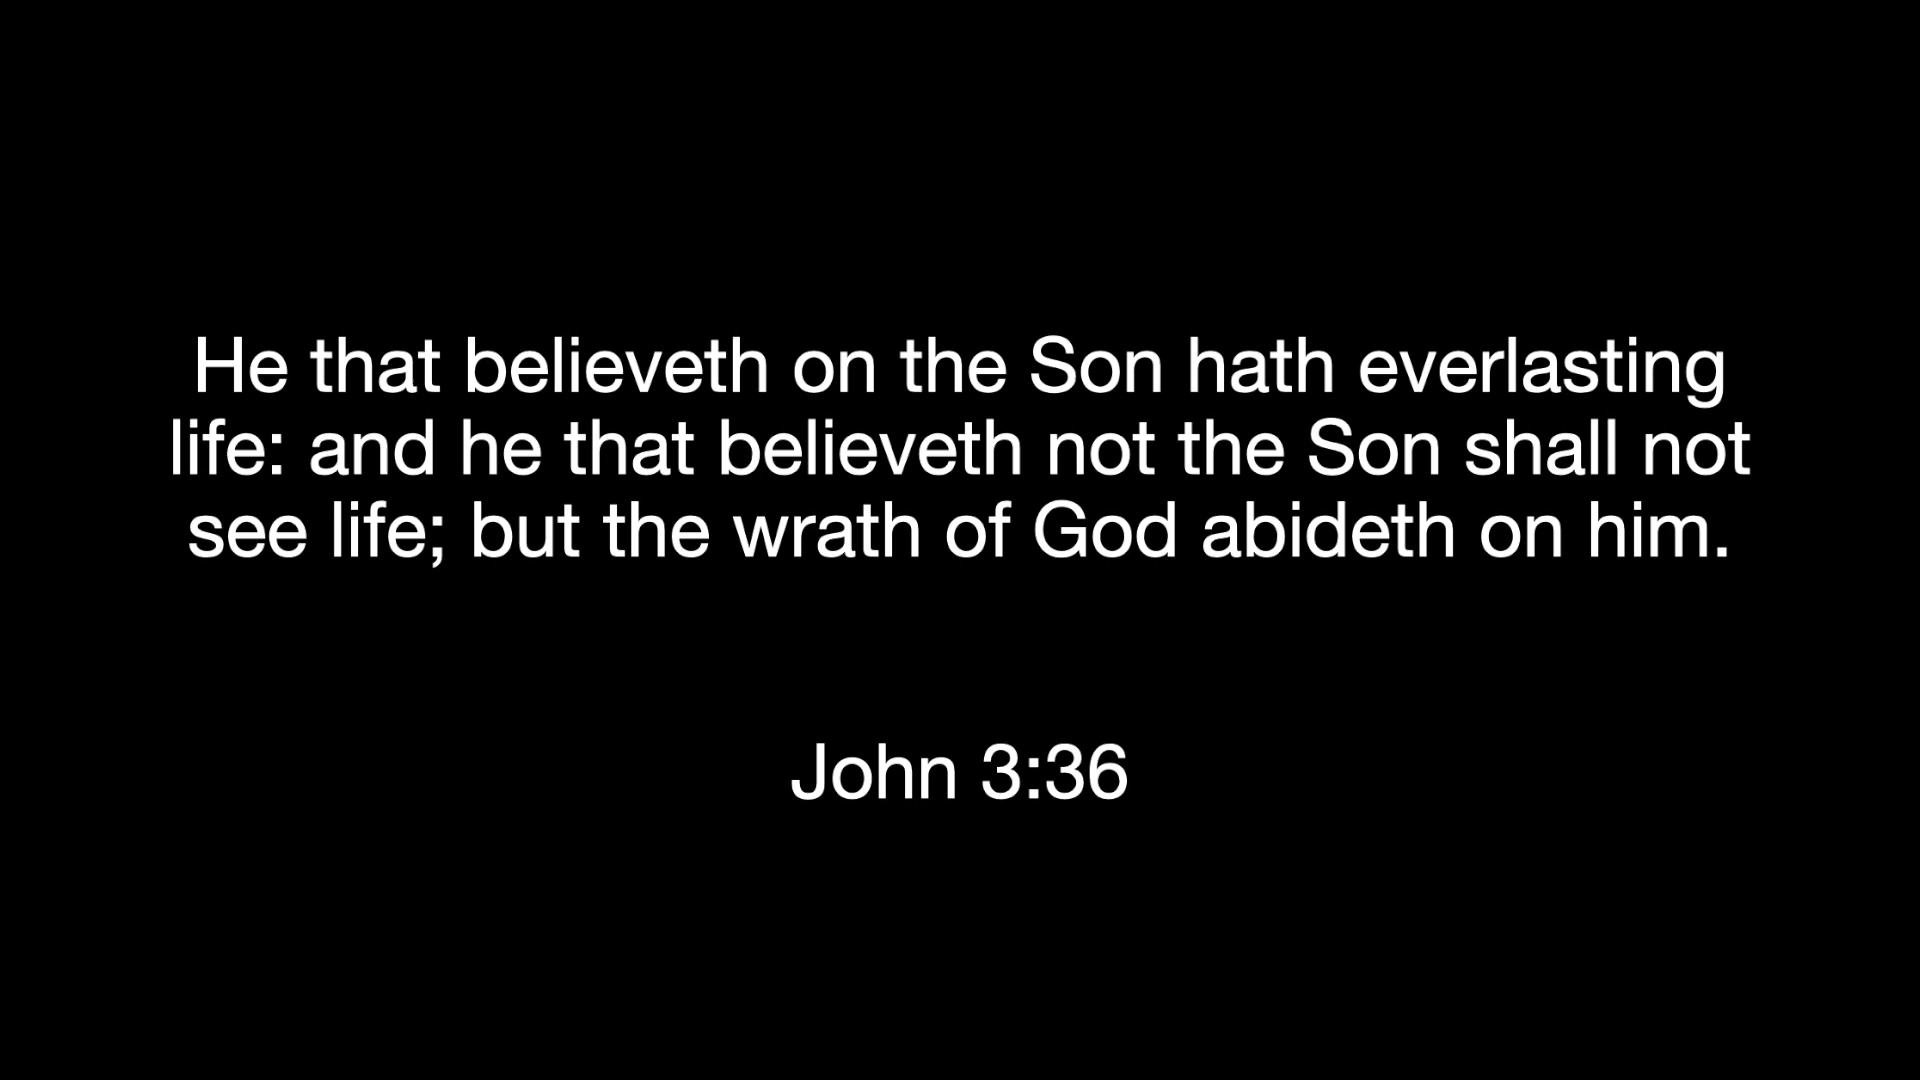 He that believeth on the Son hath everlasting
life: and he that believeth not the Son shall not
see life; but the wrath of God abideth on him.
John 3:36